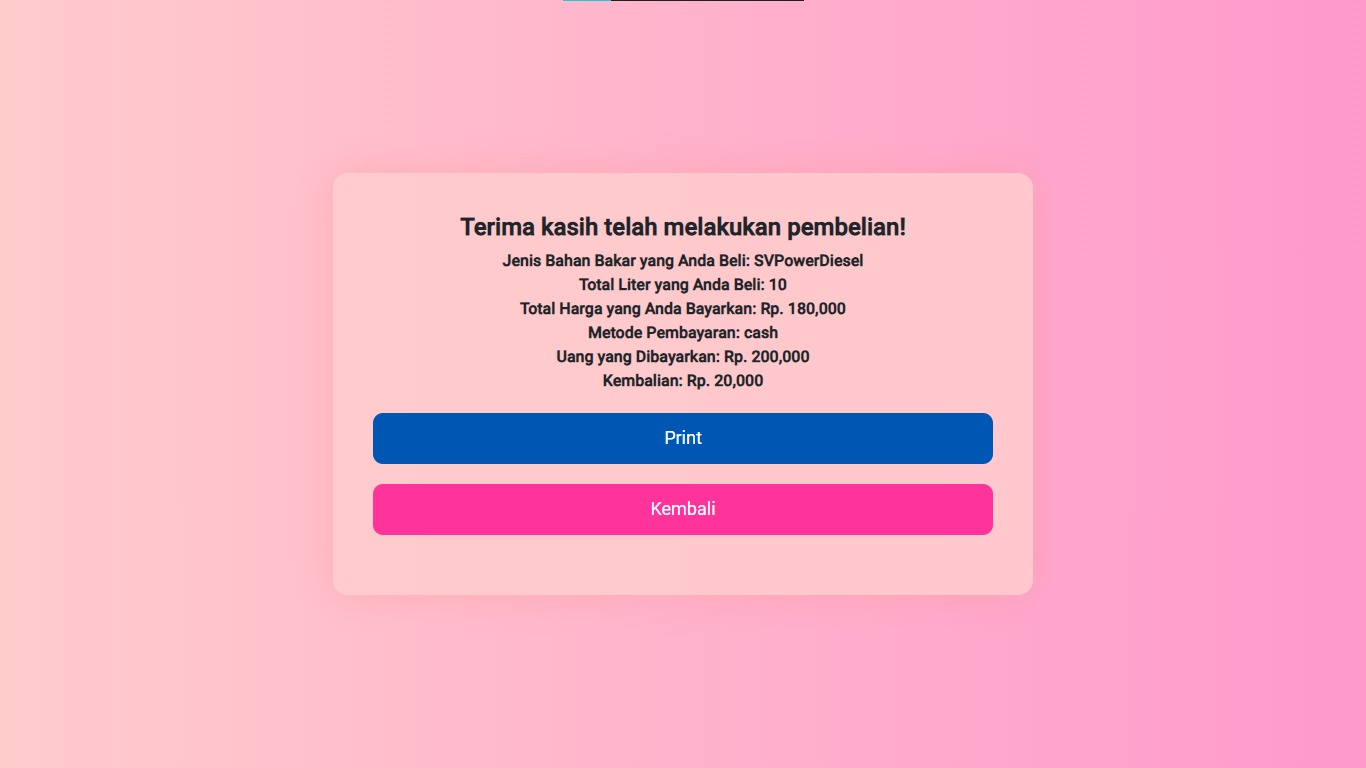 Terima kasih telah melakukan pembelian!
Jenis Bahan Bakar yang Anda Beli: SVPowerDiesel
Total Liter yang Anda Beli: 10
Total Harga yang Anda Bayarkan: Rp. 180,000
Metode Pembayaran: cash
Uang yang Dibayarkan: Rp. 200,000
Kembalian: Rp. 20,000
Print
Kembali